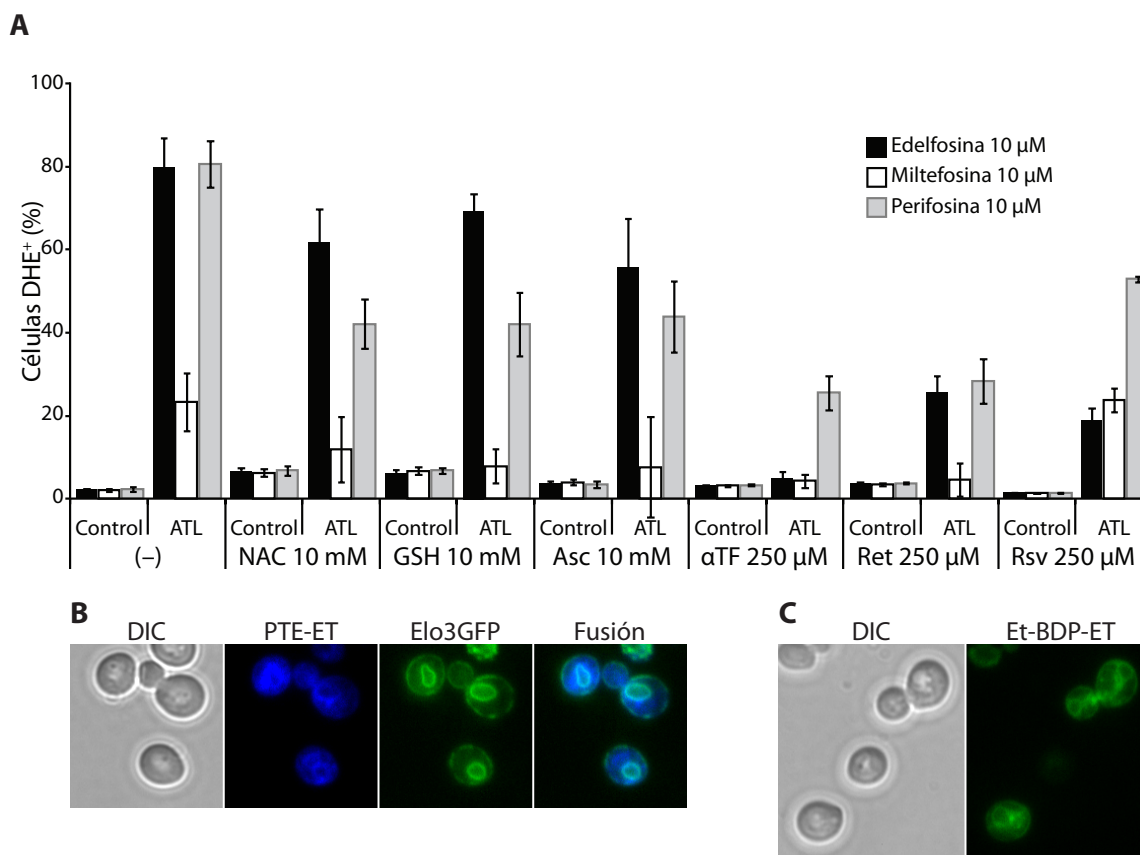 A
100
80
60
40
20
0
Células DHE⁺ (%)
Edelfosina 10 µM
Miltefosina 10 µM
Perifosina 10 µM
Control ATL Control ATL Control ATL Control ATL Control ATL Control ATL Control ATL
(–) NAC 10 mM GSH 10 mM Asc 10 mM αTF 250 µM Ret 250 µM Rsv 250 µM
B
DIC PTE-ET Elo3GFP Fusión
C
DIC Et-BDP-ET